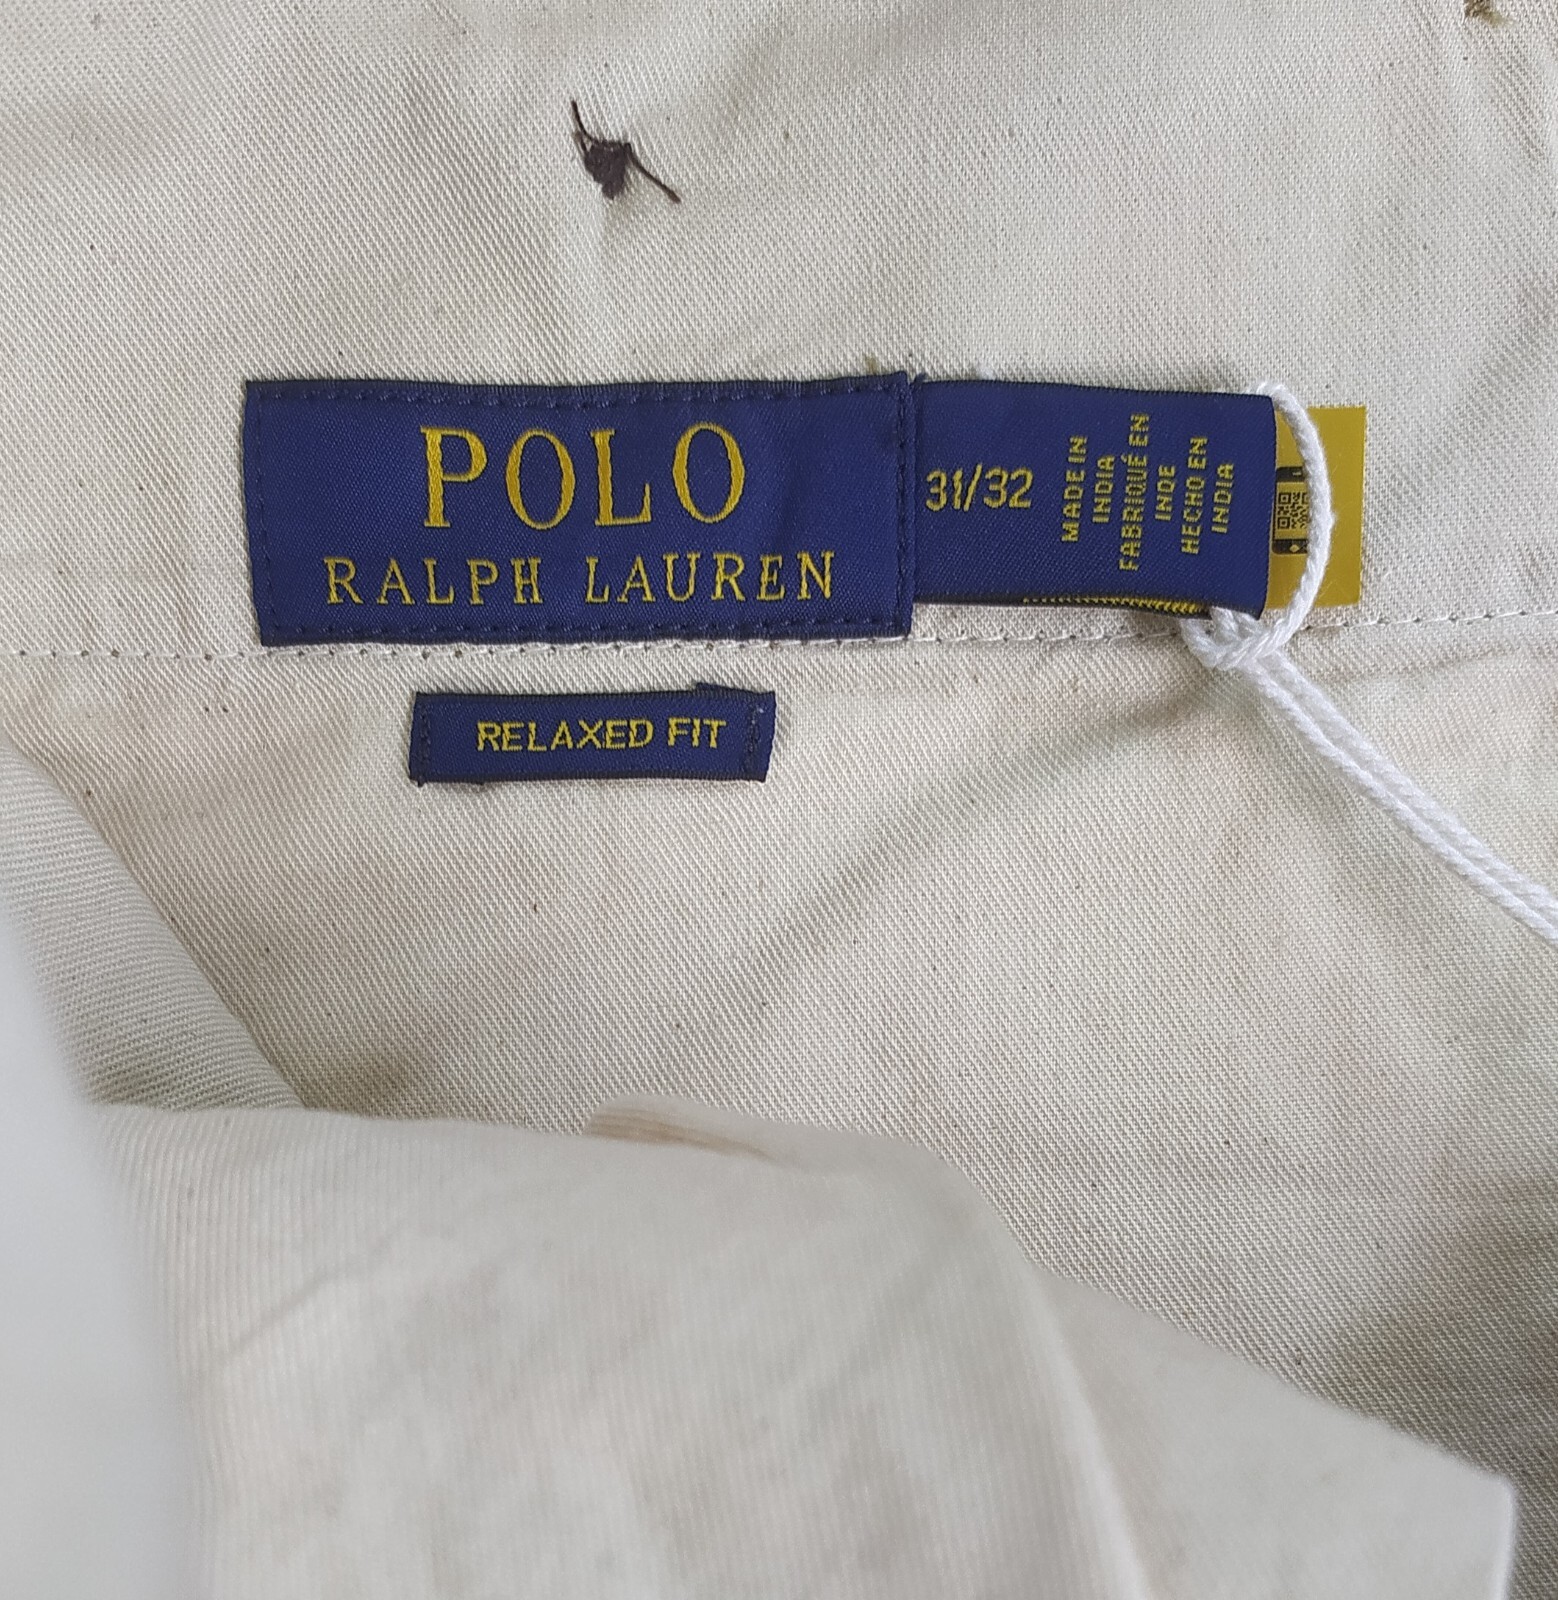 POLO
RALPH LAUREN
31/32
MADE IN
INDIA
FABRIQUÉ EN
INDE
HECHO EN
INDIA
RELAXED FIT